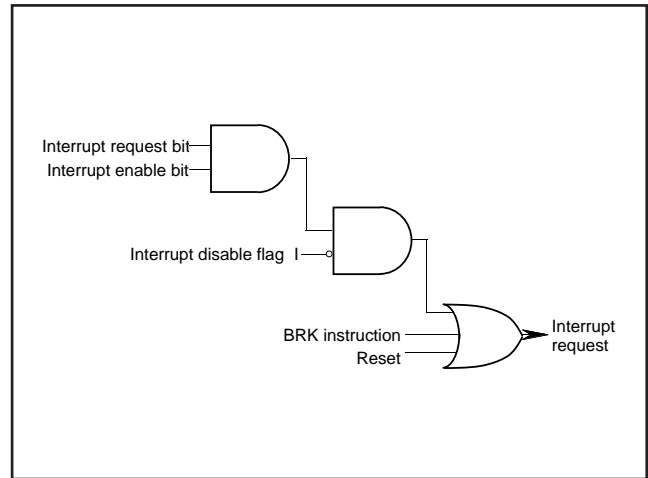 Interrupt request bit
Interrupt enable bit
Interrupt disable flag I
BRK instruction
Reset
Interrupt
request